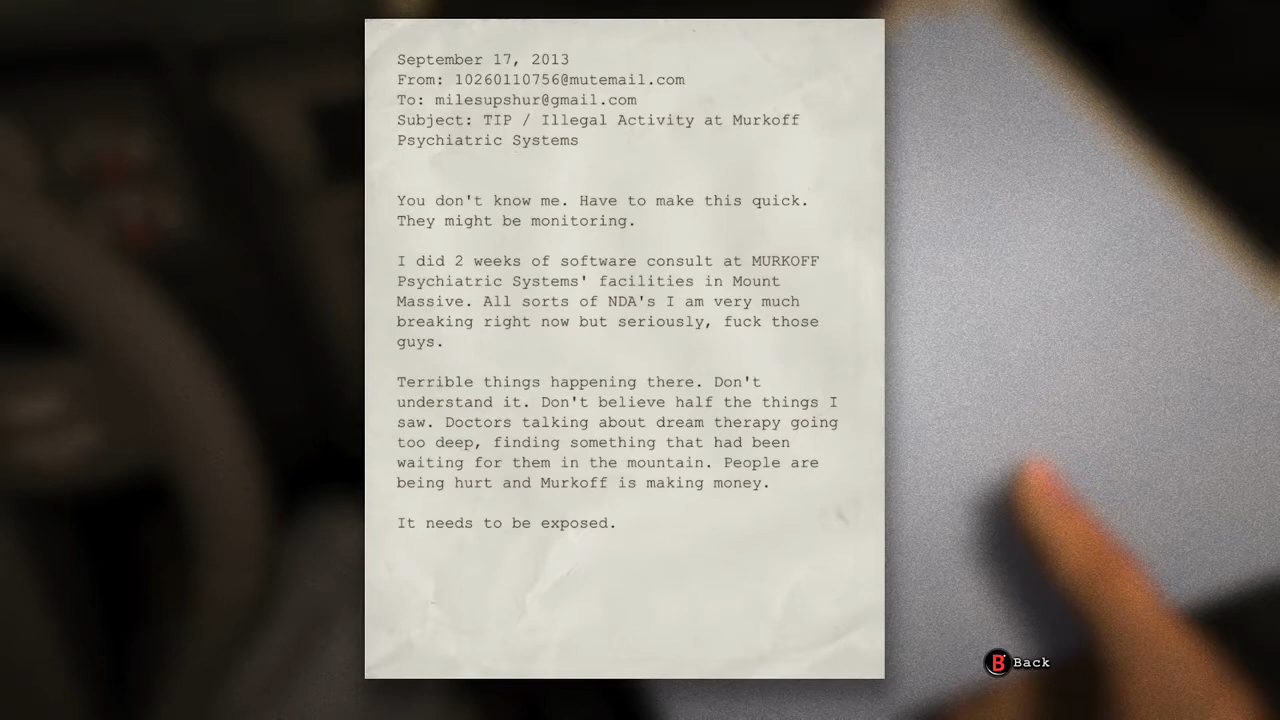 September 17, 2013
From: 10260110756@mutemail.com
To: milesupshur@gmail.com
Subject: TIP / Illegal Activity at Murkoff
Psychiatric Systems
You don't know me. Have to make this quick.
They might be monitoring.
I did 2 weeks of software consult at MURKOFF
Psychiatric Systems' facilities in Mount
Massive. All sorts of NDA's I am very much
breaking right now but seriously, fuck those
guys.
Terrible things happening there. Don't
understand it. Don't believe half the things I
saw. Doctors talking about dream therapy going
too deep, finding something that had been
waiting for them in the mountain. People are
being hurt and Murkoff is making money.
It needs to be exposed.
B Back